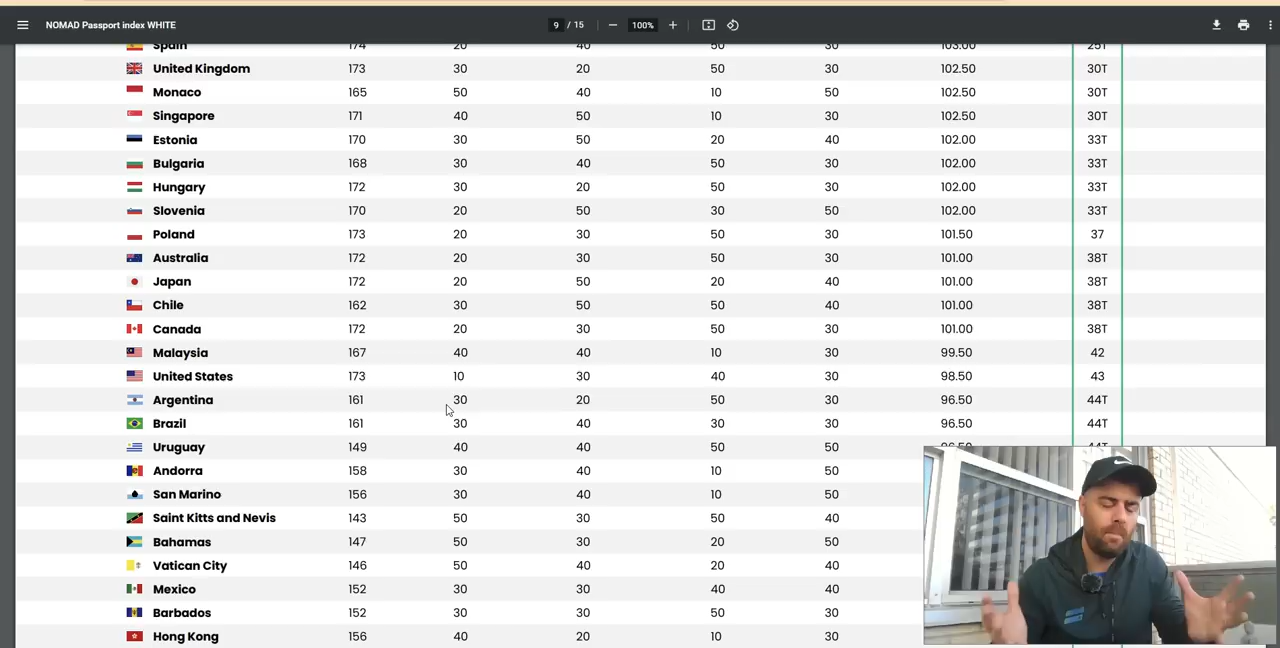 NOMAD Passport index WHITE 9 / 15 100%
Spain 174 20 40 50 30 103.00 25T
United Kingdom 173 30 20 50 30 102.50 30T
Monaco 165 50 40 10 50 102.50 30T
Singapore 171 40 50 10 30 102.50 30T
Estonia 170 30 50 20 40 102.00 33T
Bulgaria 168 30 40 50 30 102.00 33T
Hungary 172 30 20 50 30 102.00 33T
Slovenia 170 20 50 30 50 102.00 33T
Poland 173 20 30 50 30 101.50 37
Australia 172 20 30 50 30 101.00 38T
Japan 172 20 50 20 40 101.00 38T
Chile 162 30 50 50 40 101.00 38T
Canada 172 20 30 50 30 101.00 38T
Malaysia 167 40 40 10 30 99.50 42
United States 173 10 30 40 30 98.50 43
Argentina 161 30 20 50 30 96.50 44T
Brazil 161 30 40 30 30 96.50 44T
Uruguay 149 40 40 50 50 96.50 44T
Andorra 158 30 40 10 50
San Marino 156 30 40 10 50
Saint Kitts and Nevis 143 50 30 50 40
Bahamas 147 50 30 20 50
Vatican City 146 50 40 20 40
Mexico 152 30 30 40 40
Barbados 152 30 30 50 30
Hong Kong 156 40 20 10 30